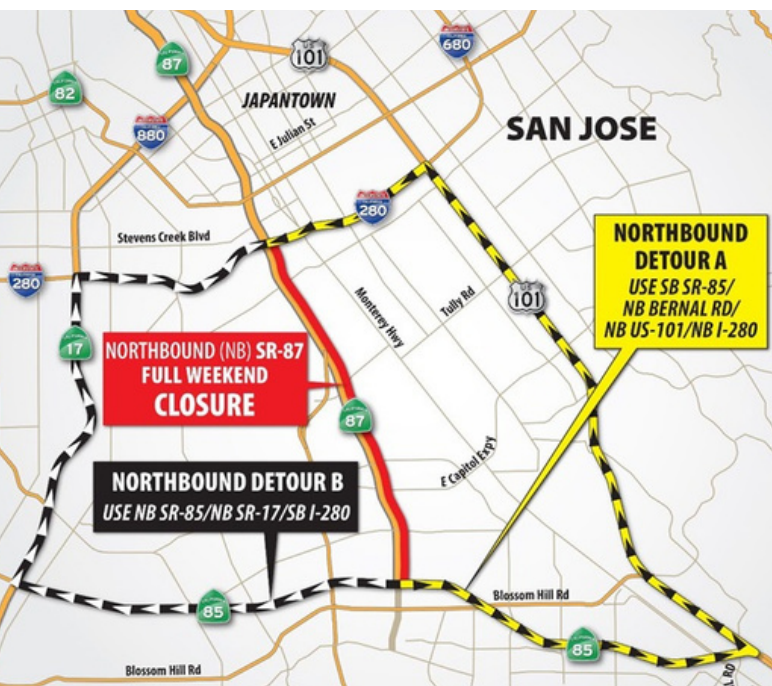 87
US
101
680
82
JAPANTOWN
880
E Julian St
SAN JOSE
280
Stevens Creek Blvd
280
NORTHBOUND
DETOUR A
USE SB SR-85/
NB BERNAL RD/
NB US-101/NB I-280
US
101
Monterey Hwy
Tully Rd
17
NORTHBOUND (NB) SR-87
FULL WEEKEND
CLOSURE
87
E Capitol Expy
NORTHBOUND DETOUR B
USE NB SR-85/NB SR-17/SB I-280
85
Blossom Hill Rd
85
Blossom Hill Rd
RD